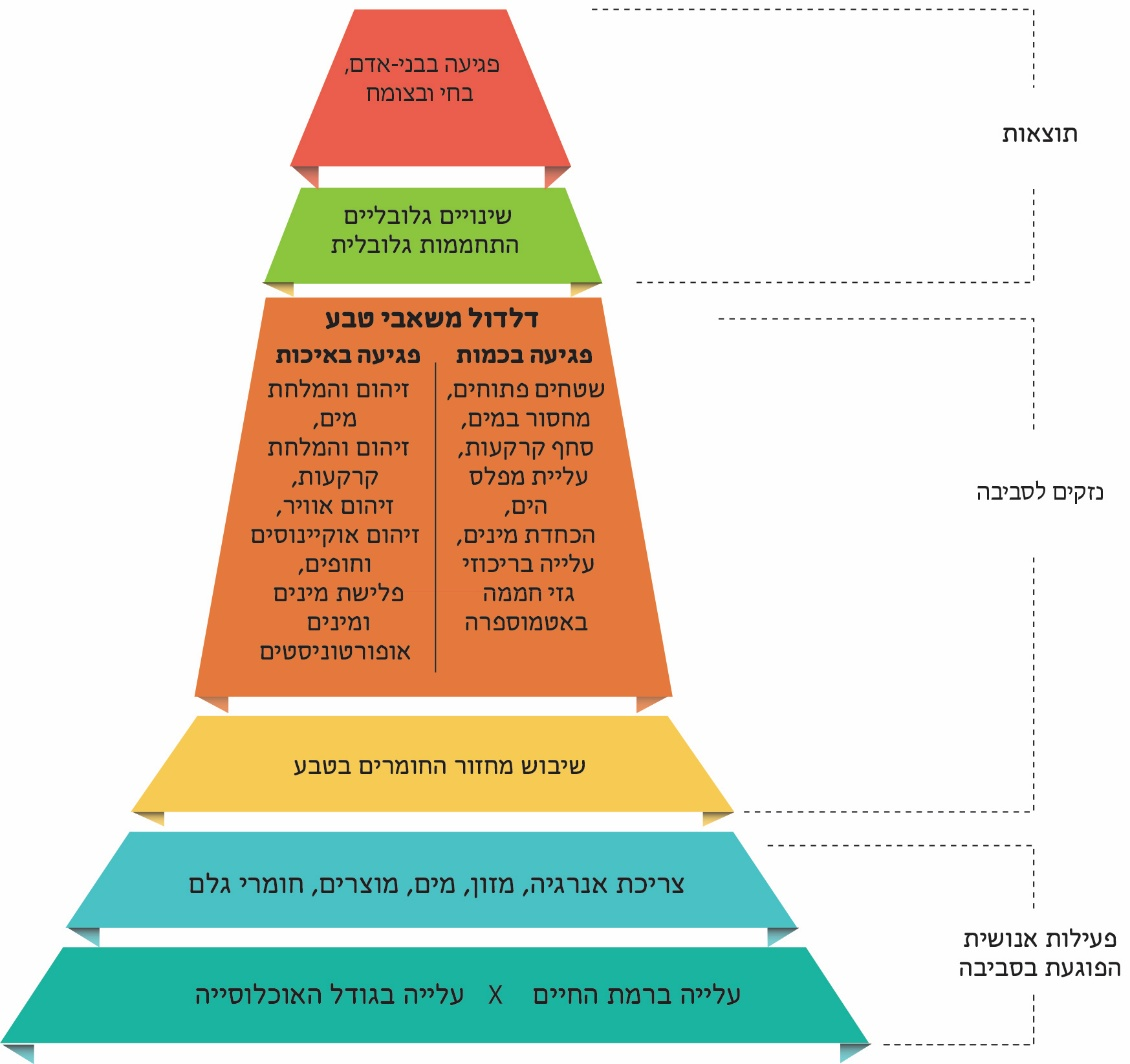 פגיעה בבני-אדם,
בחי ובצומח
תוצאות
שינויים גלובליים
התחממות גלובלית
דלדול משאבי טבע
פגיעה בכמות
שטחים פתוחים,
מחסור במים,
סחף קרקעות,
עליית מפלס
הים,
הכחדת מינים,
עלייה בריכוזי
גזי חממה
באטמוספרה
פגיעה באיכות
זיהום והמלחת
מים,
זיהום והמלחת
קרקעות,
זיהום אוויר,
זיהום אוקיינוסים
וחופים,
פלישת מינים
ומינים
אופורטוניסטים
נזקים לסביבה
שיבוש מחזור החומרים בטבע
צריכת אנרגיה, מזון, מים, מוצרים, חומרי גלם
פעילות אנושית
הפוגעת בסביבה
עלייה ברמת החיים X עלייה בגודל האוכלוסייה